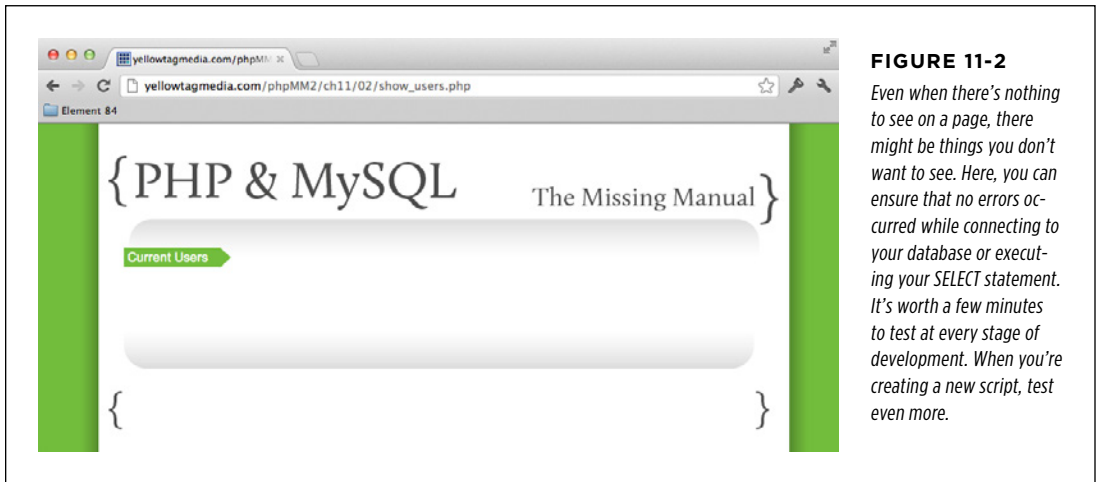 yellowtagmedia.com/phpMM
yellowtagmedia.com/phpMM2/ch11/02/show_users.php
Element 84
{PHP & MySQL
The Missing Manual}
Current Users
{ }
FIGURE 11-2
Even when there's nothing
to see on a page, there
might be things you don't
want to see. Here, you can
ensure that no errors oc-
curred while connecting to
your database or execut-
ing your SELECT statement.
It's worth a few minutes
to test at every stage of
development. When you're
creating a new script, test
even more.